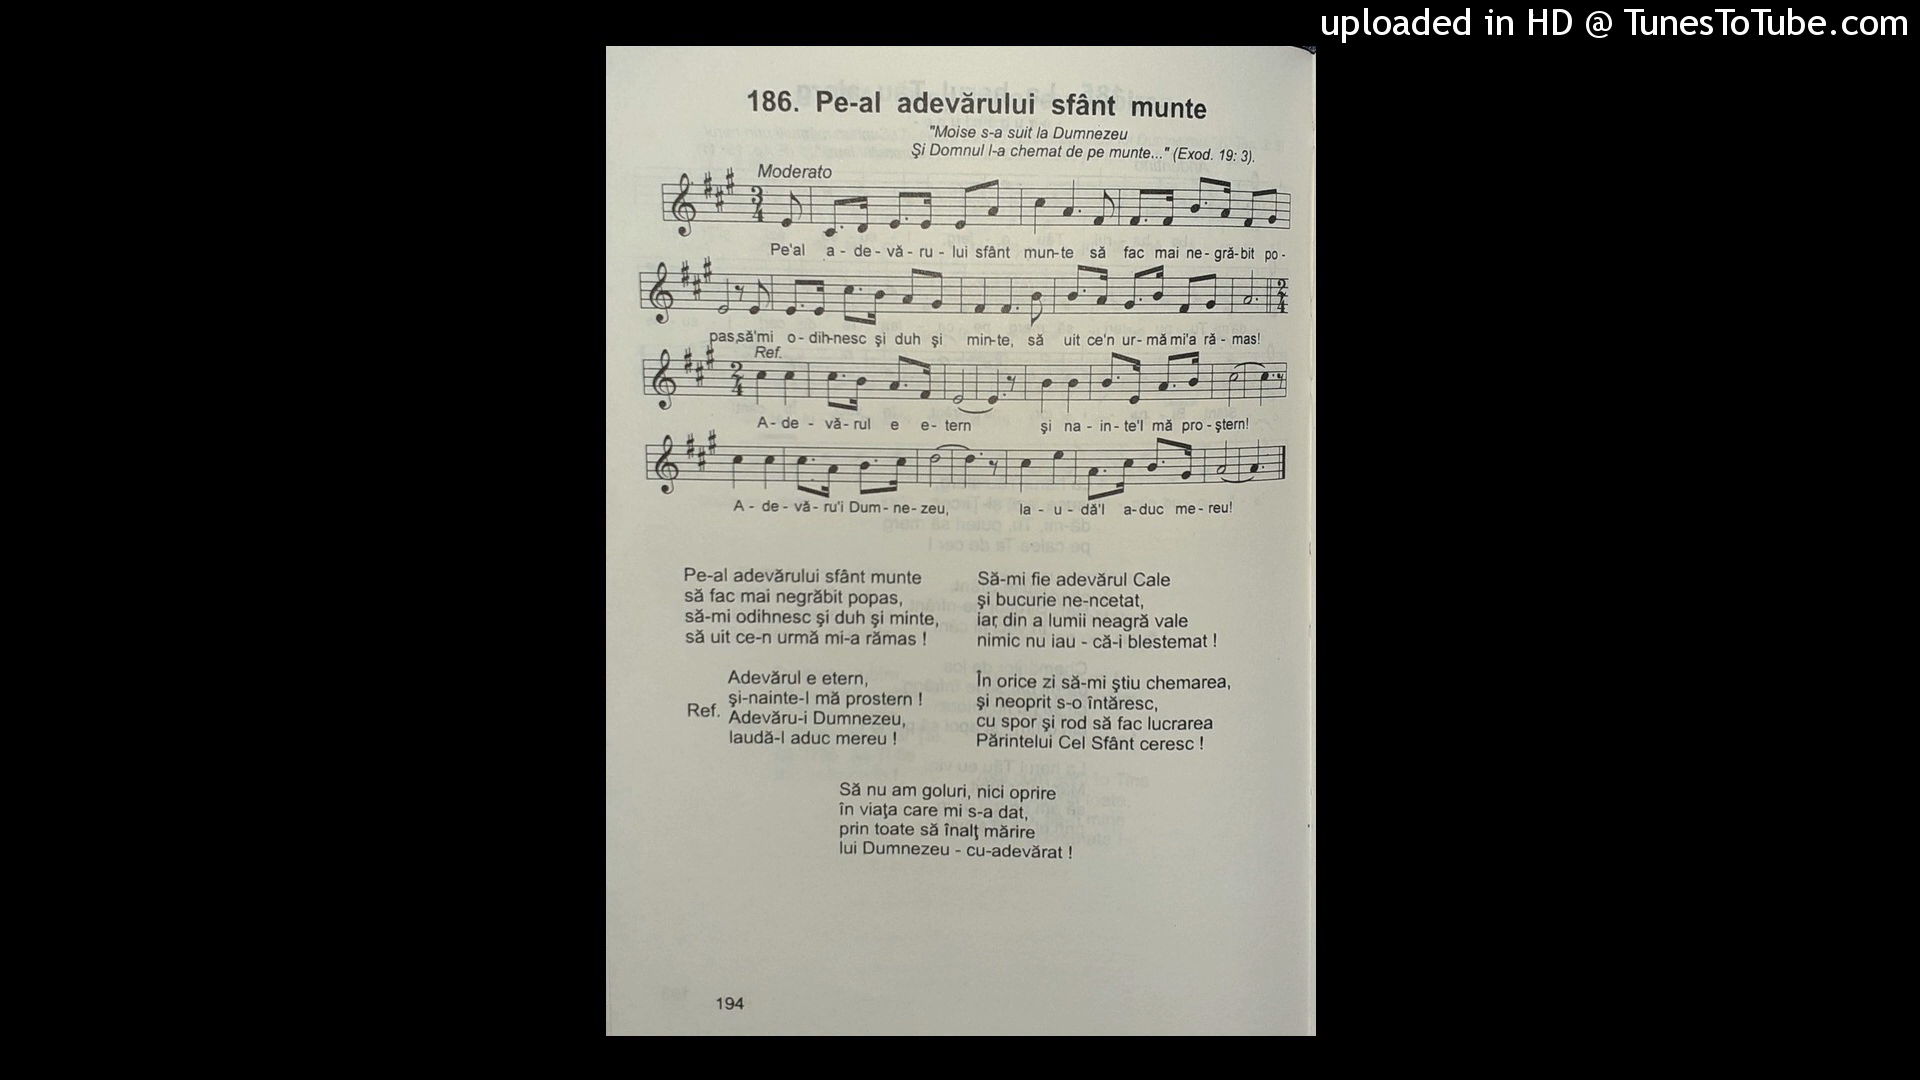 uploaded in HD @ TunesToTube.com
186. Pe-al adevărului sfânt munte
"Moise s-a suit la Dumnezeu
Şi Domnul l-a chemat de pe munte..." (Exod. 19: 3).
Moderato
3
4
Pe'al a - de - vă - ru - lui sfânt mun-te să fac mai ne - gră-bit po -
2
4
pas,să'mi o - dih-nesc şi duh şi min-te, să uit ce'n ur- mă mi'a ră - mas!
Ref.
2
4
A - de - vă- rul e e - tern şi na - in - te'l mă pro - ştern!
A - de - vă - ru'i Dum - ne - zeu, la - u - dă'l a-duc me - reu!
Pe-al adevărului sfânt munte
să fac mai negrăbit popas,
să-mi odihnesc şi duh şi minte,
să uit ce-n urmă mi-a rămas !
Ref.
Adevărul e etern,
şi-nainte-l mă prostern !
Adevăru-i Dumnezeu,
laudă-l aduc mereu !
Să-mi fie adevărul Cale
şi bucurie ne-ncetat,
iar, din a lumii neagră vale
nimic nu iau - că-i blestemat !
În orice zi să-mi ştiu chemarea,
şi neoprit s-o întăresc,
cu spor şi rod să fac lucrarea
Părintelui Cel Sfânt ceresc !
Să nu am goluri, nici oprire
în viaţa care mi s-a dat,
prin toate să înalţ mărire
lui Dumnezeu - cu-adevărat !
194